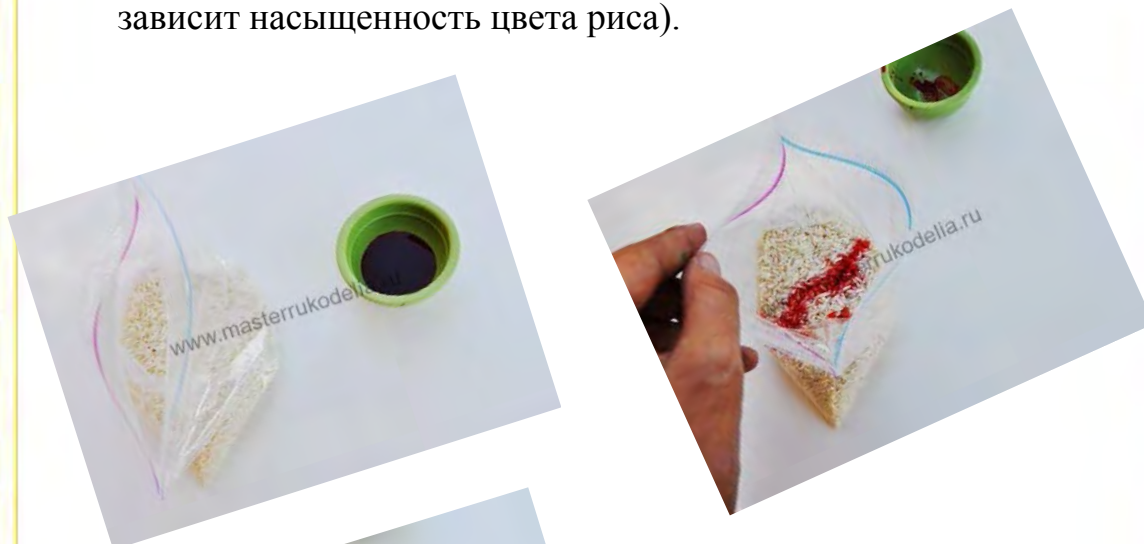 зависит насыщенность цвета риса).
www.masterrukodelia.ru
rukodelia.ru